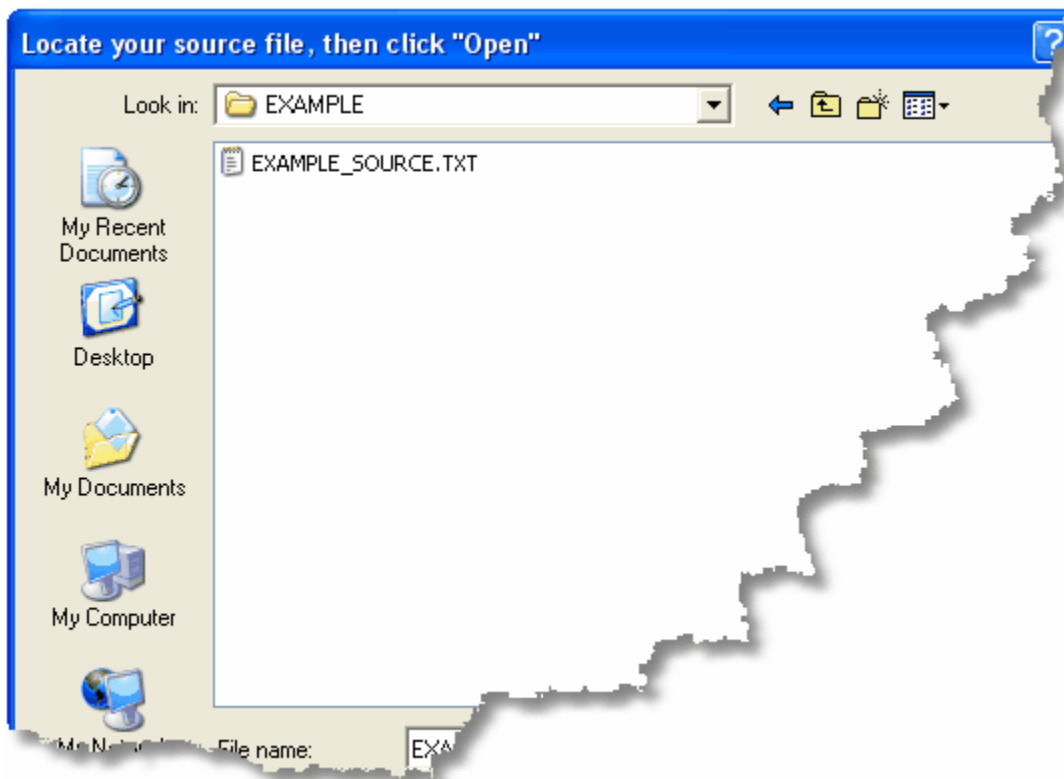 Locate your source file, then click "Open"
?
Look in:
EXAMPLE
EXAMPLE_SOURCE.TXT
My Recent
Documents
Desktop
My Documents
My Computer
File name: